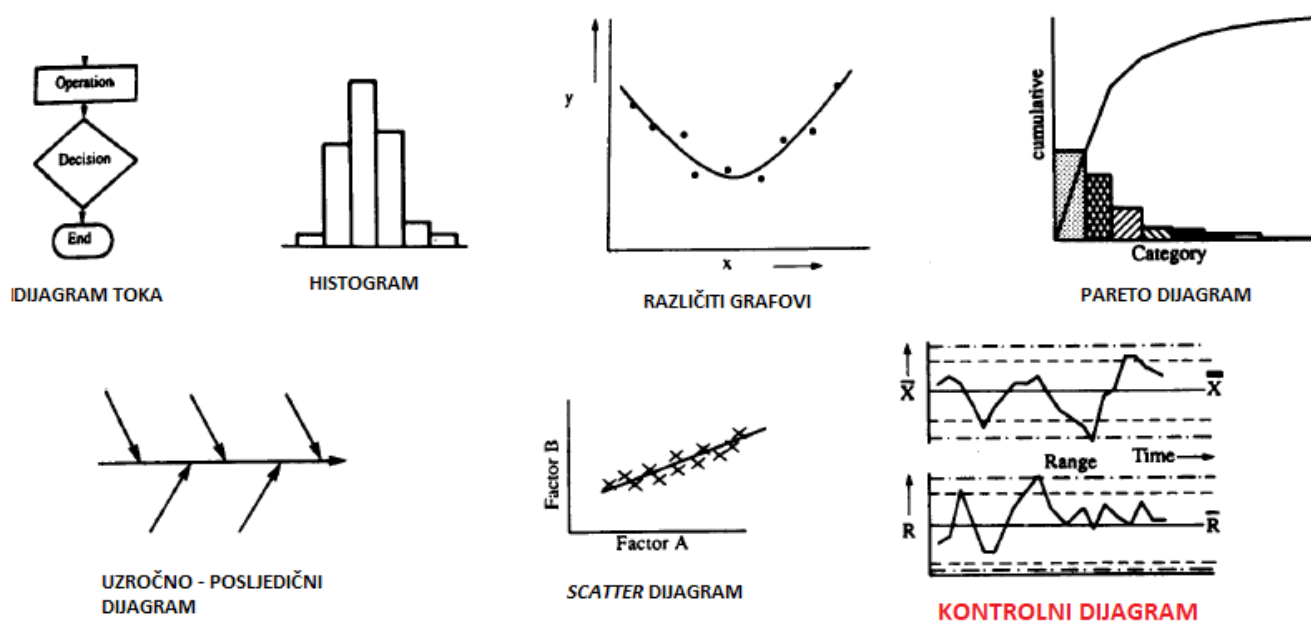 Operation
Decision
End
DIJAGRAM TOKA
HISTOGRAM
y
x
RAZLIČITI GRAFOVI
cumulative
Category
PARETO DIJAGRAM
UZROČNO - POSLJEDIČNI
DIJAGRAM
Factor B
Factor A
SCATTER DIJAGRAM
X̄
X̿
Range
Time
R
R̄
KONTROLNI DIJAGRAM